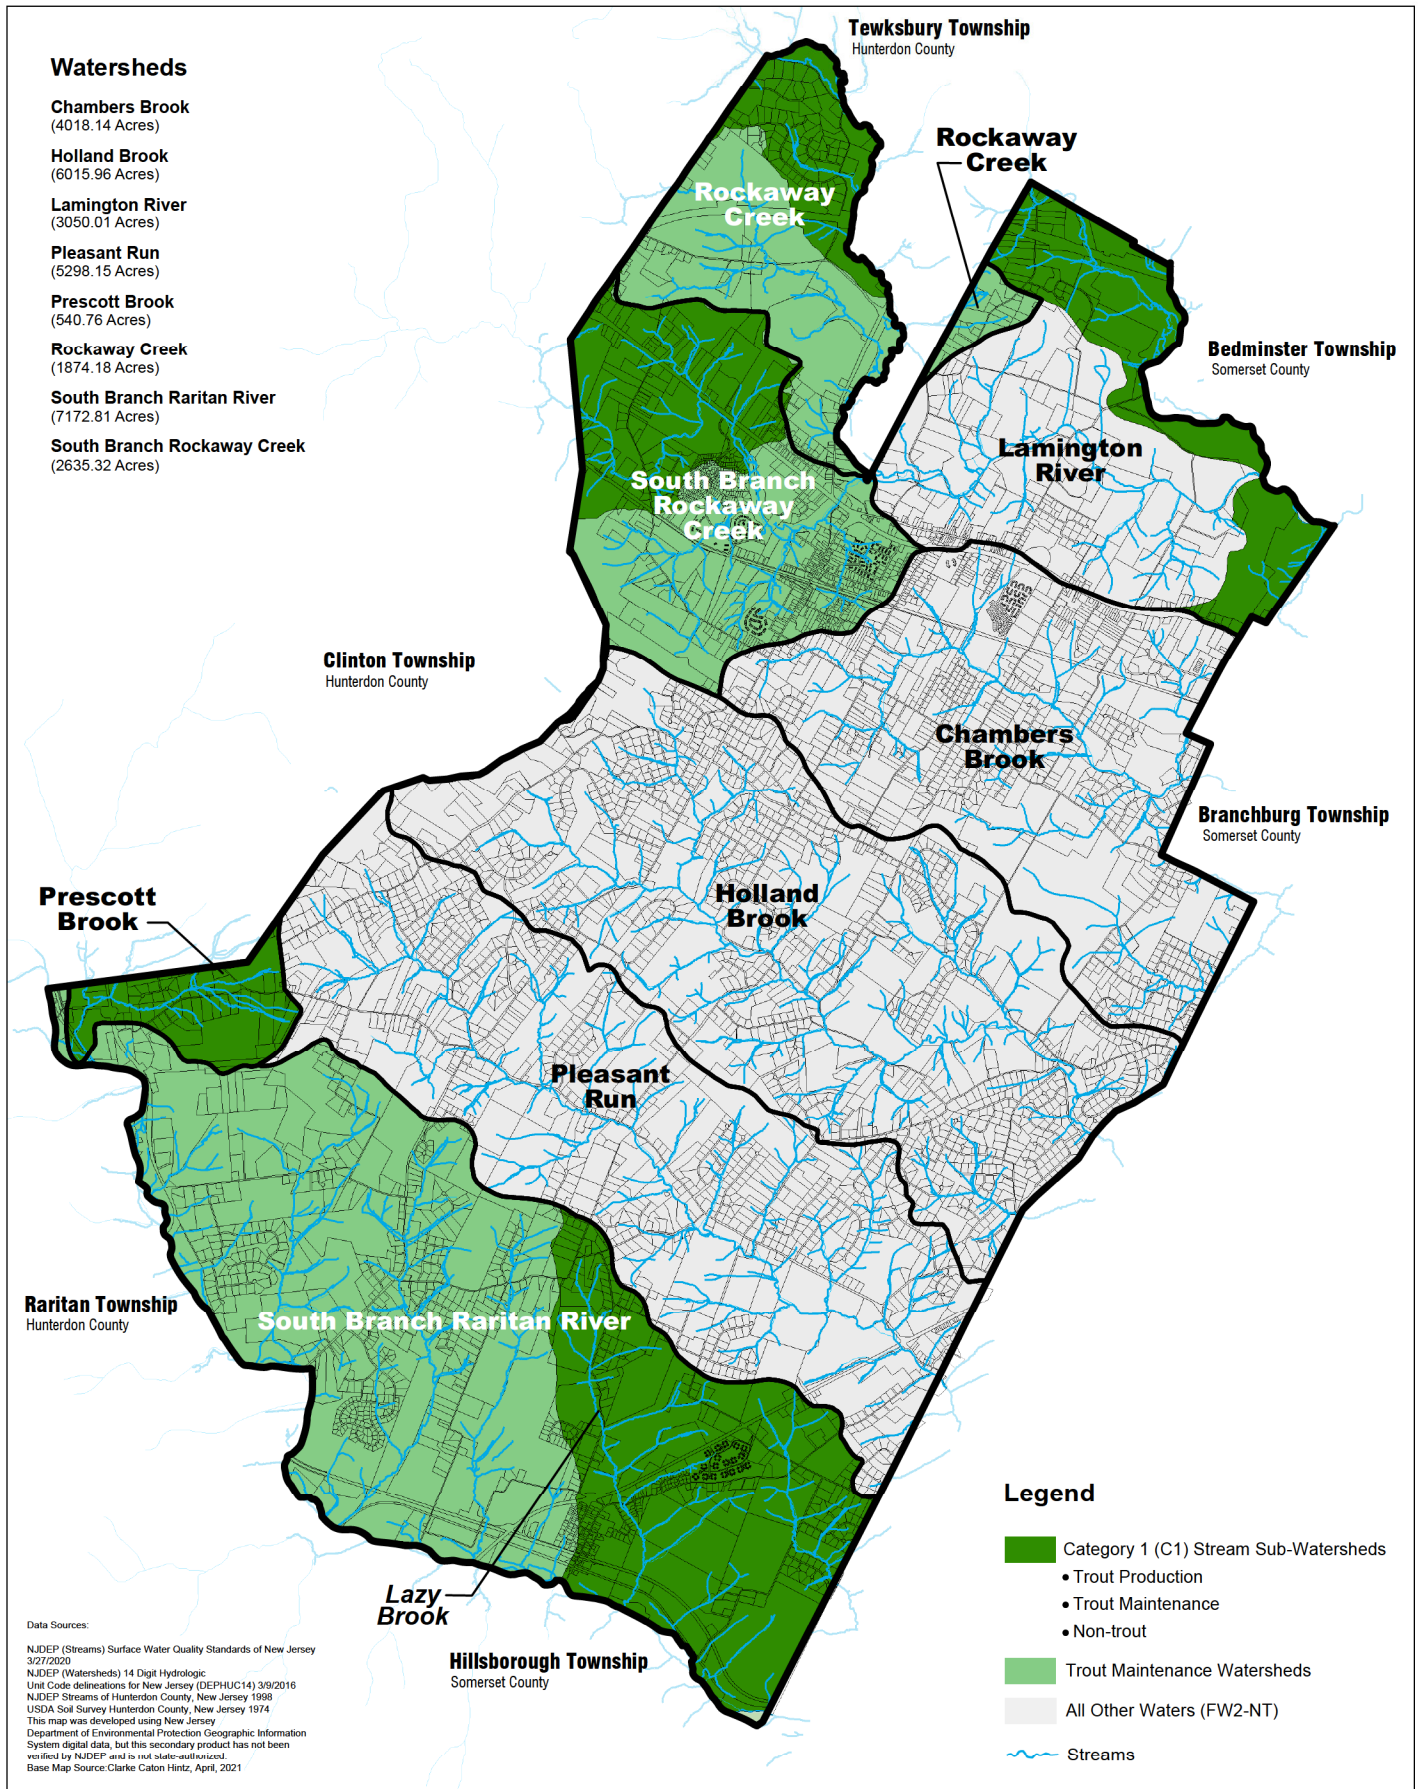 Watersheds
Chambers Brook
(4018.14 Acres)
Holland Brook
(6015.96 Acres)
Lamington River
(3050.01 Acres)
Pleasant Run
(5298.15 Acres)
Prescott Brook
(540.76 Acres)
Rockaway Creek
(1874.18 Acres)
South Branch Raritan River
(7172.81 Acres)
South Branch Rockaway Creek
(2635.32 Acres)
Tewksbury Township
Hunterdon County
Rockaway
Creek
Rockaway
Creek
Bedminster Township
Somerset County
Lamington
River
South Branch
Rockaway
Creek
Clinton Township
Hunterdon County
Chambers
Brook
Branchburg Township
Somerset County
Prescott
Brook
Holland
Brook
Pleasant
Run
Raritan Township
Hunterdon County
South Branch Raritan River
Lazy
Brook
Hillsborough Township
Somerset County
Legend
Category 1 (C1) Stream Sub-Watersheds
• Trout Production
• Trout Maintenance
• Non-trout
Trout Maintenance Watersheds
All Other Waters (FW2-NT)
Streams
Data Sources:
NJDEP (Streams) Surface Water Quality Standards of New Jersey
3/27/2020
NJDEP (Watersheds) 14 Digit Hydrologic
Unit Code delineations for New Jersey (DEPHUC14) 3/9/2016
NJDEP Streams of Hunterdon County, New Jersey 1998
USDA Soil Survey Hunterdon County, New Jersey 1974
This map was developed using New Jersey
Department of Environmental Protection Geographic Information
System digital data, but this secondary product has not been
verified by NJDEP and is not state-authorized.
Base Map Source:Clarke Caton Hintz, April, 2021